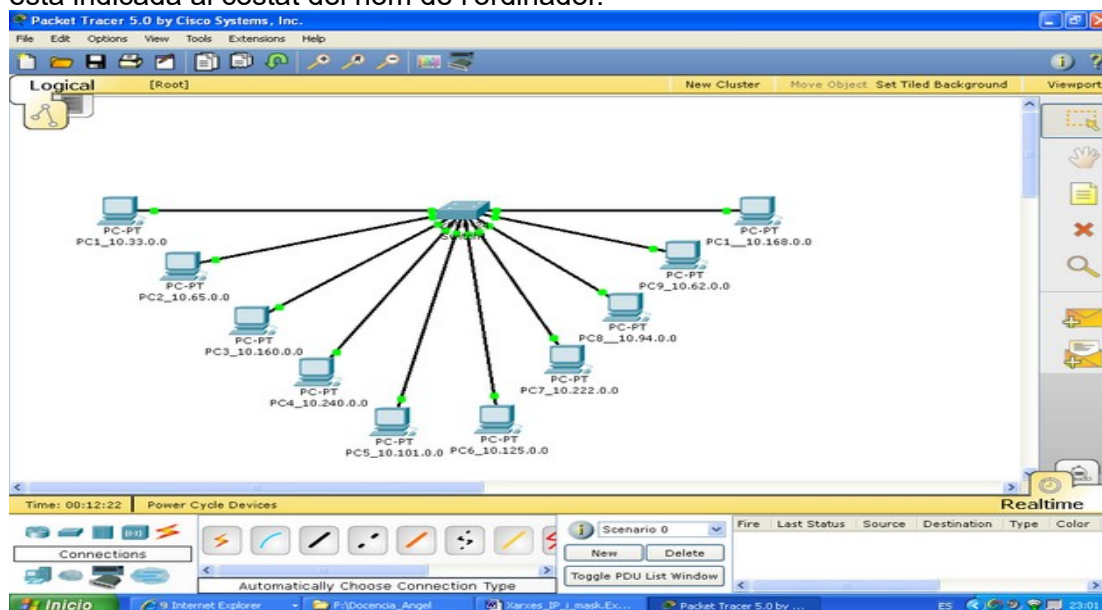 està indicada al costat del nom de l'ordinador.
Packet Tracer 5.0 by Cisco Systems, Inc.
File Edit Options View Tools Extensions Help
Logical [Root] New Cluster Move Object Set Tiled Background Viewport
PC-PT
PC1_10.33.0.0
PC-PT
PC1__10.168.0.0
PC-PT
PC2_10.65.0.0
PC-PT
PC9_10.62.0.0
PC-PT
PC3_10.160.0.0
PC-PT
PC8__10.94.0.0
PC-PT
PC4_10.240.0.0
PC-PT
PC7_10.222.0.0
PC-PT
PC5_10.101.0.0
PC-PT
PC6_10.125.0.0
Time: 00:12:22 Power Cycle Devices Realtime
Connections
Automatically Choose Connection Type
Scenario 0
New Delete
Toggle PDU List Window
Fire Last Status Source Destination Type Color
Inicio 9 Internet Explorer F:\Docencia_Angel Xarxes_IP_i_mask.Ex... Packet Tracer 5.0 by ... ES 23:01